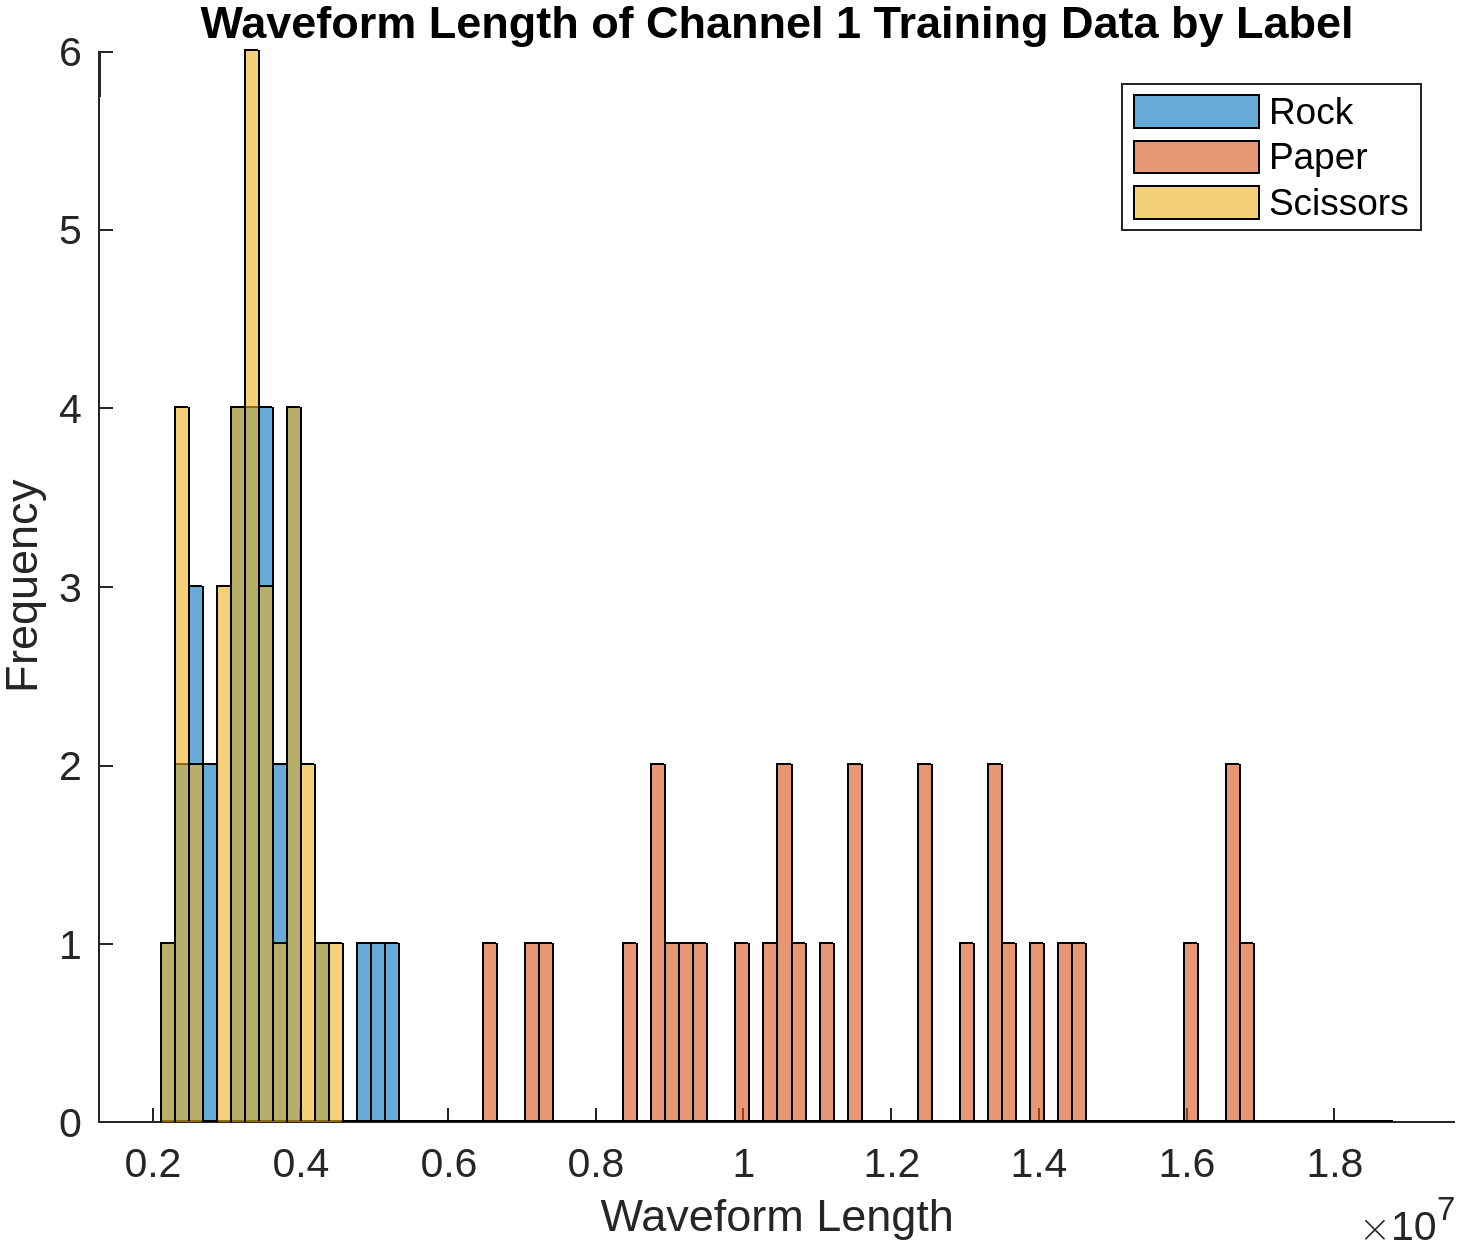 Waveform Length of Channel 1 Training Data by Label
6
5
4
3
2
1
0
Frequency
Rock
Paper
Scissors
0.2 0.4 0.6 0.8 1 1.2 1.4 1.6 1.8
Waveform Length
×10⁷